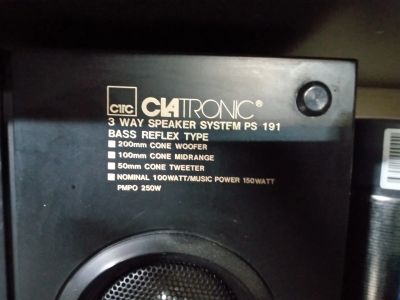 CTC CLATRONIC®
3 WAY SPEAKER SYSTEM PS 191
BASS REFLEX TYPE
200mm CONE WOOFER
100mm CONE MIDRANGE
50mm CONE TWEETER
NOMINAL 100WATT/MUSIC POWER 150WATT
PMPO 250W